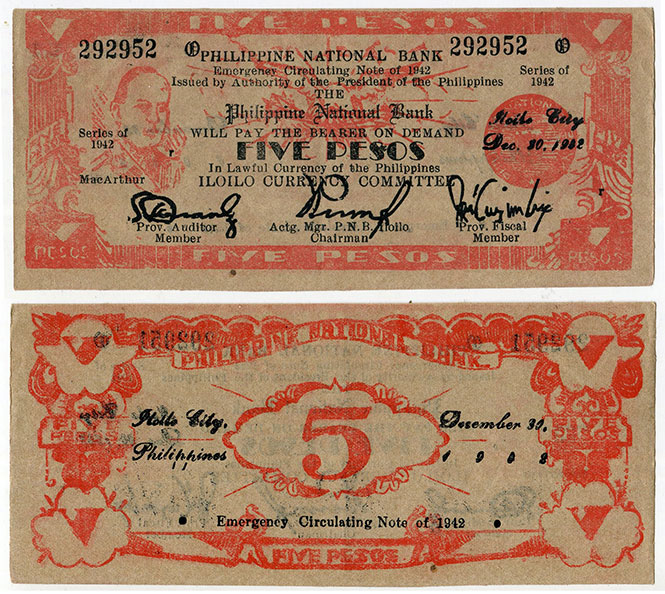 FIVE PESOS
292952
PHILIPPINE NATIONAL BANK
292952
Emergency Circulating Note of 1942
Issued by Authority of the President of the Philippines
Series of
1942
THE
Philippine National Bank
WILL PAY THE BEARER ON DEMAND
FIVE PESOS
In Lawful Currency of the Philippines
ILOILO CURRENCY COMMITTEE
Series of
1942
MacArthur
Iloilo City
Dec. 30, 1942
Prov. Auditor
Member
Actg. Mgr. P.N.B. Iloilo
Chairman
Prov. Fiscal
Member
PESOS
FIVE PESOS
PESOS
PHILIPPINE NATIONAL BANK
292951
292951
Iloilo City,
Philippines
5
December 30,
FIVE
FIVE
PESOS
Emergency Circulating Note of 1942
FIVE PESOS